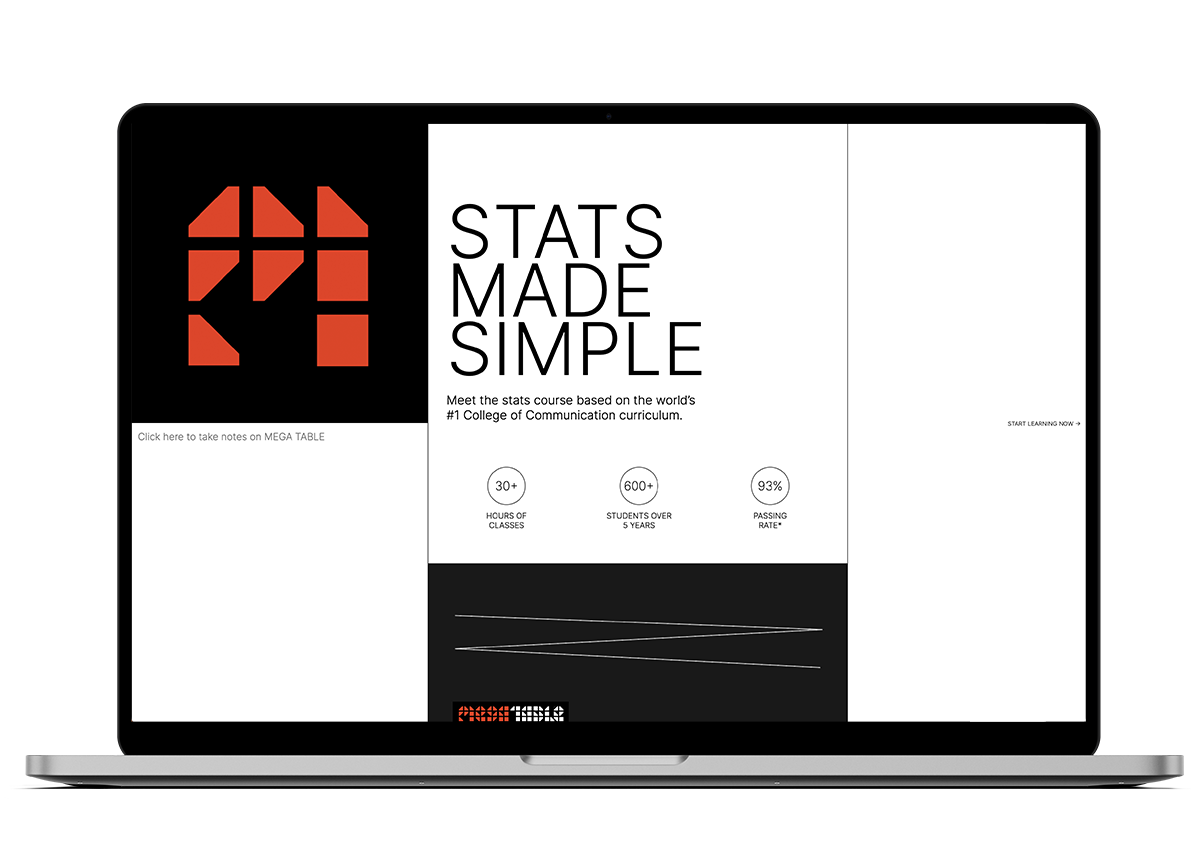 Click here to take notes on MEGA TABLE
STATS
MADE
SIMPLE
Meet the stats course based on the world’s
#1 College of Communication curriculum.
30+
HOURS OF
CLASSES
600+
STUDENTS OVER
5 YEARS
93%
PASSING
RATE*
START LEARNING NOW →
MEGATABLE